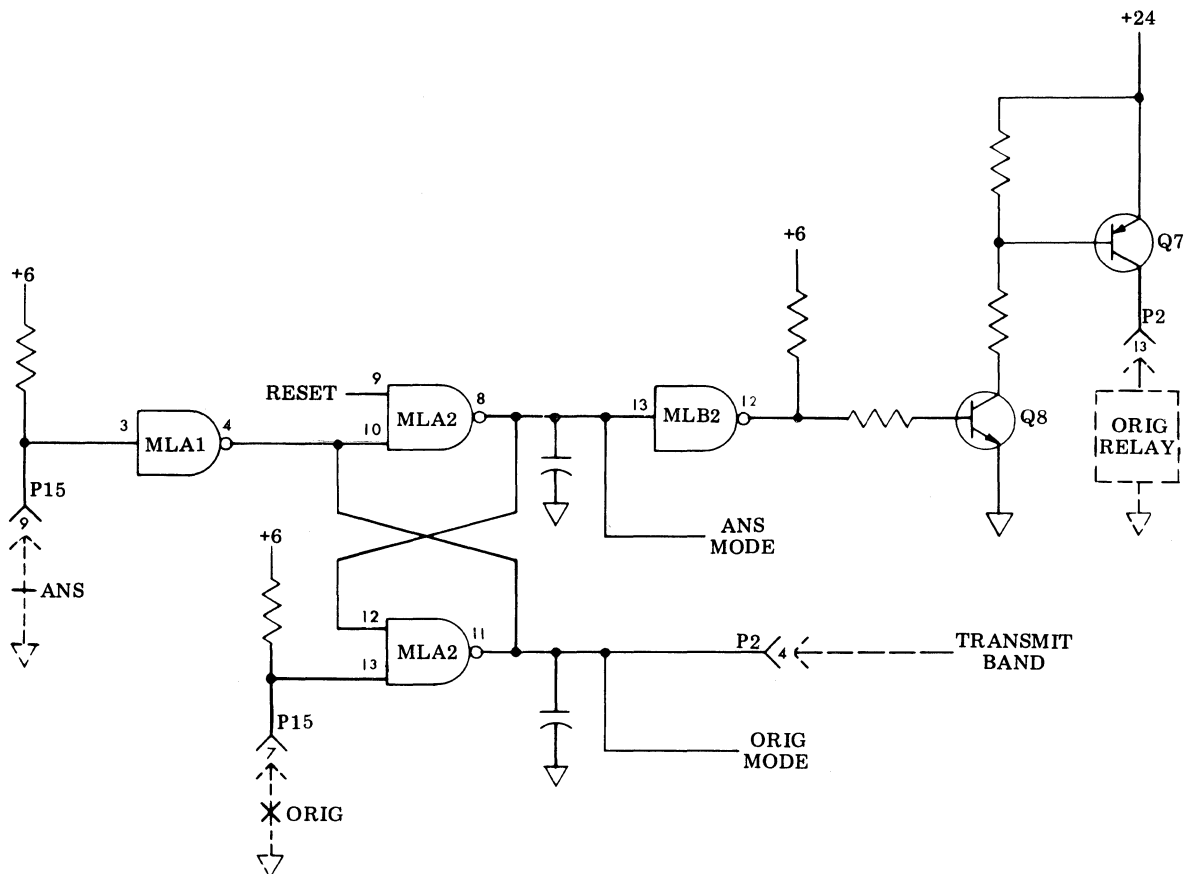 +24
Q7
+6
+6
P2
13
ORIG
RELAY
RESET
9
8
MLA2
10
13
MLB2
12
Q8
3
MLA1
4
P15
9
ANS
ANS
MODE
+6
12
MLA2
11
13
P2
4
TRANSMIT
BAND
P15
7
ORIG
ORIG
MODE